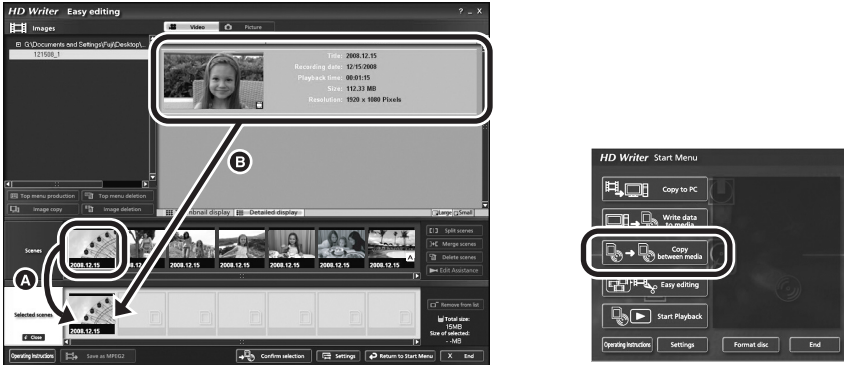 HD Writer Easy editing
? _ X
Images
Video
Picture
G:\Documents and Settings\Fuji\Desktop\...
121508_1
Title: 2008.12.15
Recording date: 12/15/2008
Playback time: 00:01:15
Size: 112.33 MB
Resolution: 1920 x 1080 Pixels
B
Top menu production
Top menu deletion
Image copy
Image deletion
Detailed display
Large
Small
Scenes
2008.12.15
2008.12.15
2008.12.15
2008.12.15
2008.12.15
2008.12.15
Split scenes
Merge scenes
Delete scenes
Edit Assistance
A
Selected scenes
Close
2008.12.15
Remove from list
Total size:
15MB
Size of selected:
- -MB
Operating Instructions
Save as MPEG2
Confirm selection
Settings
Return to Start Menu
X End
HD Writer Start Menu
Copy to PC
Write data
to media
Copy
between media
Easy editing
Start Playback
Operating Instructions
Settings
Format disc
End